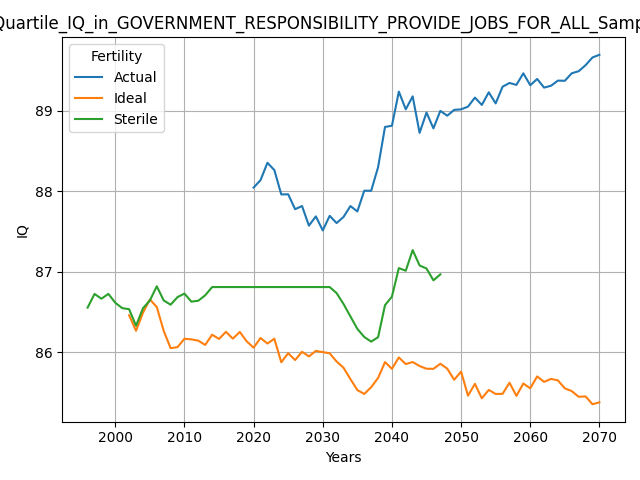 Quartile_IQ_in_GOVERNMENT_RESPONSIBILITY_PROVIDE_JOBS_FOR_ALL_Samp
Fertility
Actual
Ideal
Sterile
89
88
87
86
IQ
2000 2010 2020 2030 2040 2050 2060 2070
Years